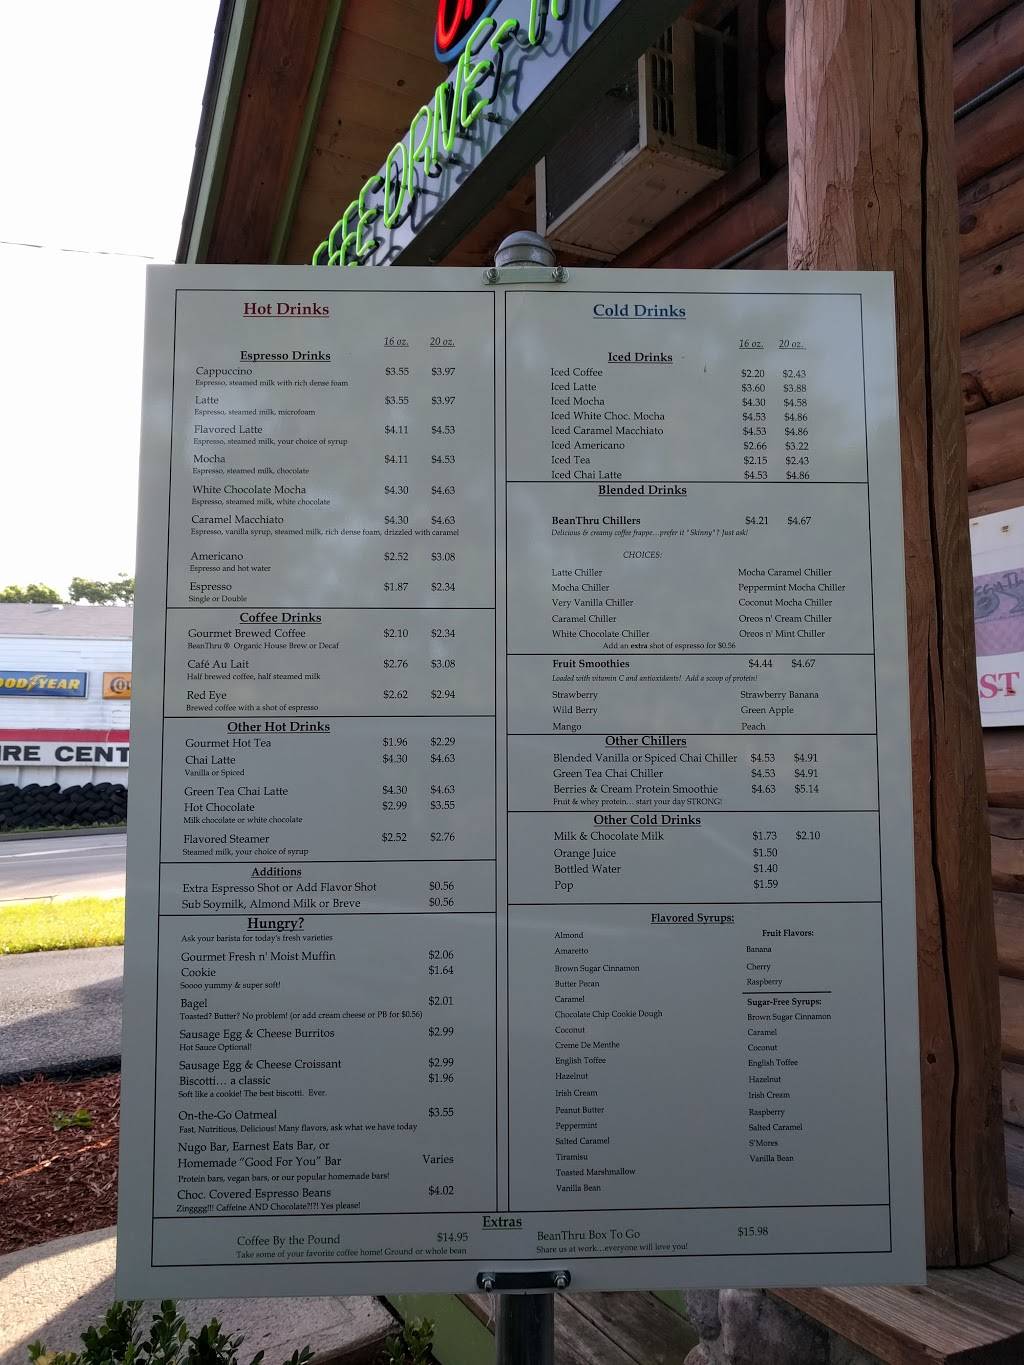 COFFEE DRIVE
GOODYEAR
TIRE CENT
ST
Hot Drinks
16 oz. 20 oz.
Espresso Drinks
Cappuccino $3.55 $3.97
Espresso, steamed milk with rich dense foam
Latte $3.55 $3.97
Espresso, steamed milk, microfoam
Flavored Latte $4.11 $4.53
Espresso, steamed milk, your choice of syrup
Mocha $4.11 $4.53
Espresso, steamed milk, chocolate
White Chocolate Mocha $4.30 $4.63
Espresso, steamed milk, white chocolate
Caramel Macchiato $4.30 $4.63
Espresso, vanilla syrup, steamed milk, rich dense foam, drizzled with caramel
Americano $2.52 $3.08
Espresso and hot water
Espresso $1.87 $2.34
Single or Double
Coffee Drinks
Gourmet Brewed Coffee $2.10 $2.34
BeanThru ® Organic House Brew or Decaf
Café Au Lait $2.76 $3.08
Half brewed coffee, half steamed milk
Red Eye $2.62 $2.94
Brewed coffee with a shot of espresso
Other Hot Drinks
Gourmet Hot Tea $1.96 $2.29
Chai Latte $4.30 $4.63
Vanilla or Spiced
Green Tea Chai Latte $4.30 $4.63
Hot Chocolate $2.99 $3.55
Milk chocolate or white chocolate
Flavored Steamer $2.52 $2.76
Steamed milk, your choice of syrup
Additions
Extra Espresso Shot or Add Flavor Shot $0.56
Sub Soymilk, Almond Milk or Breve $0.56
Hungry?
Ask your barista for today's fresh varieties
Gourmet Fresh n' Moist Muffin $2.06
Cookie $1.64
Soooo yummy & super soft!
Bagel $2.01
Toasted? Butter? No problem! (or add cream cheese or PB for $0.56)
Sausage Egg & Cheese Burritos $2.99
Hot Sauce Optional!
Sausage Egg & Cheese Croissant $2.99
Biscotti... a classic $1.96
Soft like a cookie! The best biscotti. Ever.
On-the-Go Oatmeal $3.55
Fast, Nutritious, Delicious! Many flavors, ask what we have today
Nugo Bar, Earnest Eats Bar, or
Homemade "Good For You" Bar Varies
Protein bars, vegan bars, or our popular homemade bars!
Choc. Covered Espresso Beans $4.02
Zingggg!!! Caffeine AND Chocolate?!?! Yes please!
Cold Drinks
16 oz. 20 oz.
Iced Drinks
Iced Coffee $2.20 $2.43
Iced Latte $3.60 $3.88
Iced Mocha $4.30 $4.58
Iced White Choc. Mocha $4.53 $4.86
Iced Caramel Macchiato $4.53 $4.86
Iced Americano $2.66 $3.22
Iced Tea $2.15 $2.43
Iced Chai Latte $4.53 $4.86
Blended Drinks
BeanThru Chillers $4.21 $4.67
Delicious & creamy coffee frappe...prefer it "Skinny"? Just ask!
CHOICES:
Latte Chiller Mocha Caramel Chiller
Mocha Chiller Peppermint Mocha Chiller
Very Vanilla Chiller Coconut Mocha Chiller
Caramel Chiller Oreos n' Cream Chiller
White Chocolate Chiller Oreos n' Mint Chiller
Add an extra shot of espresso for $0.56
Fruit Smoothies $4.44 $4.67
Loaded with vitamin C and antioxidants! Add a scoop of protein!
Strawberry Strawberry Banana
Wild Berry Green Apple
Mango Peach
Other Chillers
Blended Vanilla or Spiced Chai Chiller $4.53 $4.91
Green Tea Chai Chiller $4.53 $4.91
Berries & Cream Protein Smoothie $4.63 $5.14
Fruit & whey protein... start your day STRONG!
Other Cold Drinks
Milk & Chocolate Milk $1.73 $2.10
Orange Juice $1.50
Bottled Water $1.40
Pop $1.59
Flavored Syrups:
Almond
Amaretto
Brown Sugar Cinnamon
Butter Pecan
Caramel
Chocolate Chip Cookie Dough
Coconut
Creme De Menthe
English Toffee
Hazelnut
Irish Cream
Peanut Butter
Peppermint
Salted Caramel
Tiramisu
Toasted Marshmallow
Vanilla Bean
Fruit Flavors:
Banana
Cherry
Raspberry
Sugar-Free Syrups:
Brown Sugar Cinnamon
Caramel
Coconut
English Toffee
Hazelnut
Irish Cream
Raspberry
Salted Caramel
S'Mores
Vanilla Bean
Extras
Coffee By the Pound $14.95
Take some of your favorite coffee home! Ground or whole bean
BeanThru Box To Go $15.98
Share us at work...everyone will love you!